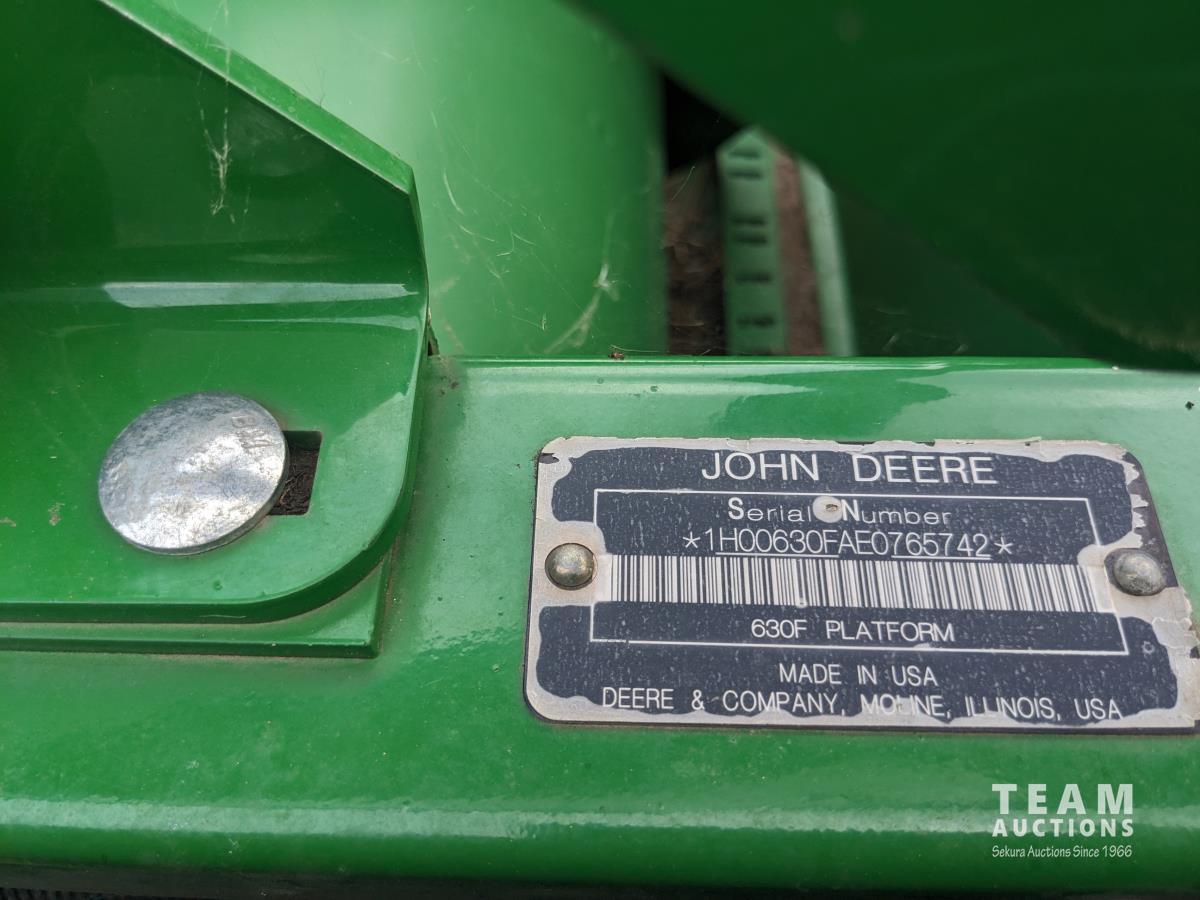 JOHN DEERE
Serial Number
*1H00630FAE0765742*
630F PLATFORM
MADE IN USA
DEERE & COMPANY, MOLINE, ILLINOIS, USA
TEAM
AUCTIONS
Sekura Auctions Since 1966